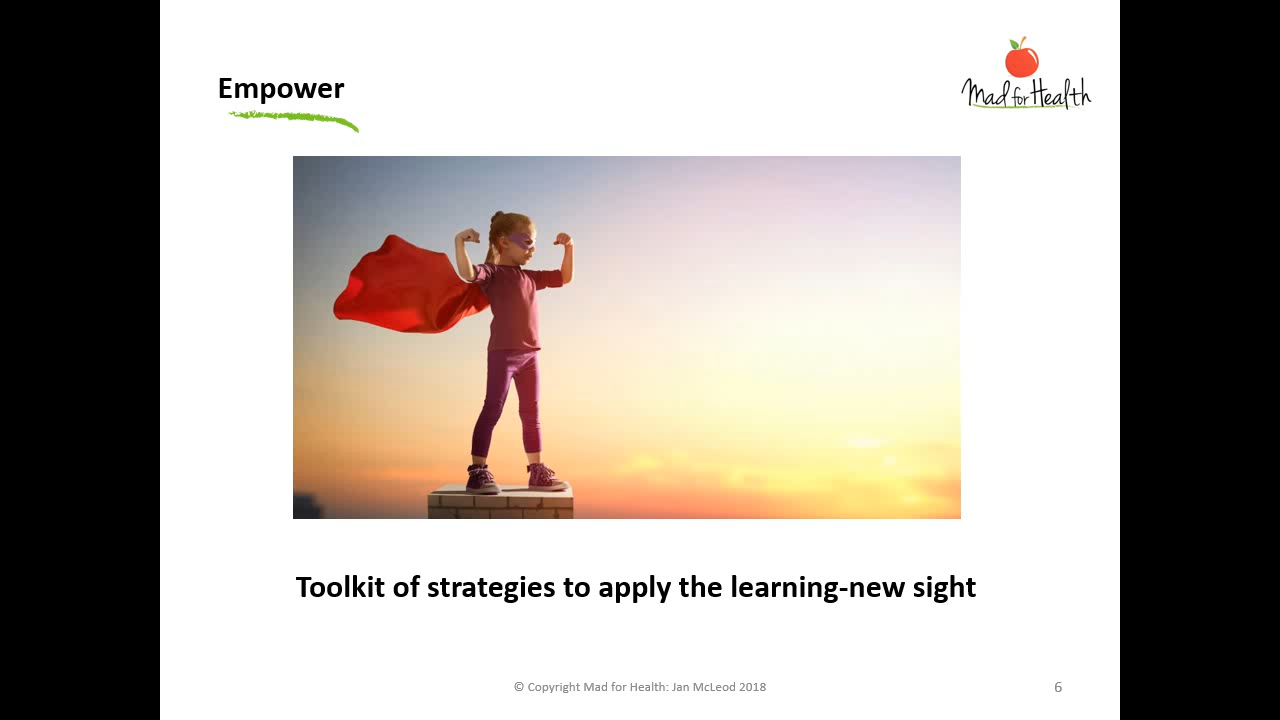 Empower
Mad for Health
Toolkit of strategies to apply the learning-new sight
© Copyright Mad for Health: Jan McLeod 2018
6